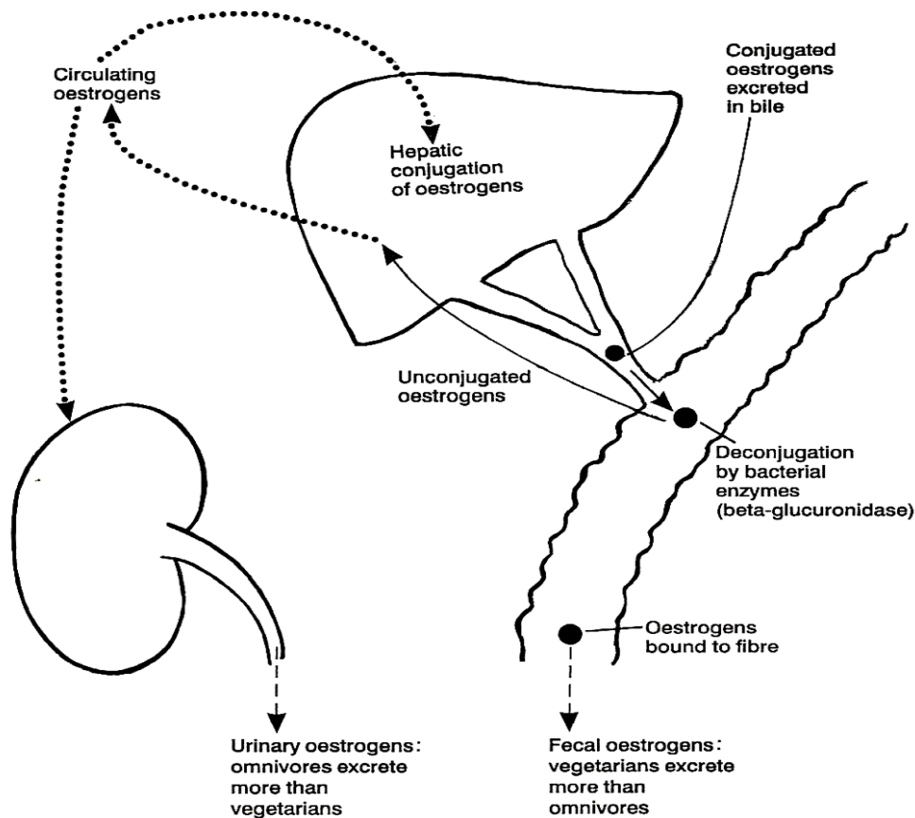 Circulating
oestrogens
Conjugated
oestrogens
excreted
in bile
Hepatic
conjugation
of oestrogens
Unconjugated
oestrogens
Deconjugation
by bacterial
enzymes
(beta-glucuronidase)
Oestrogens
bound to fibre
Urinary oestrogens:
omnivores excrete
more than
vegetarians
Fecal oestrogens:
vegetarians excrete
more than
omnivores